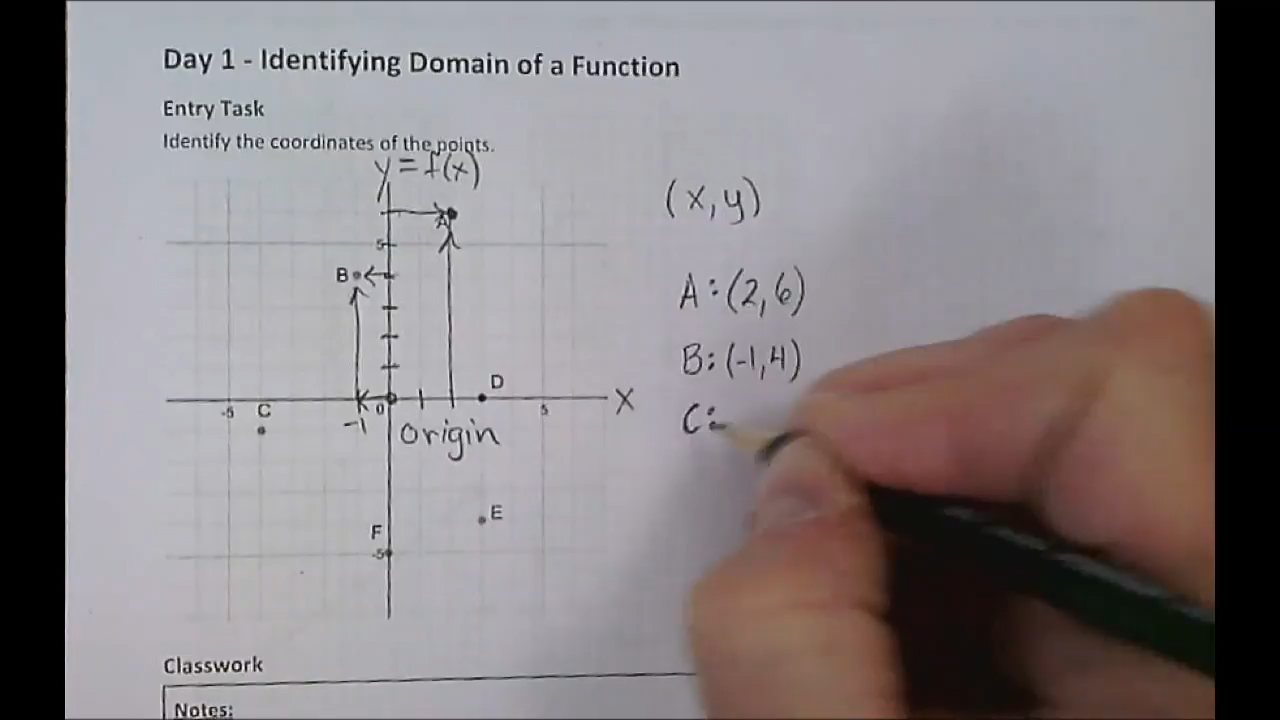 Day 1 - Identifying Domain of a Function
Entry Task
Identify the coordinates of the points.
y = f(x)
(x, y)
A
5
B
A: (2, 6)
B: (-1, 4)
D
X
-5
C
0
5
-1
origin
C:
E
F
-5
Classwork
Notes: